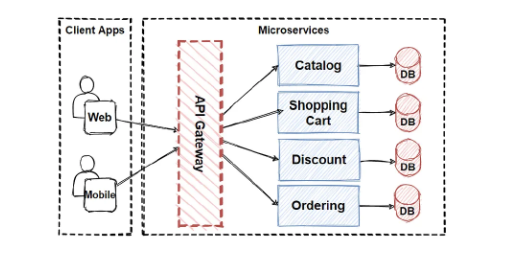 Client Apps
Microservices
Web
Mobile
API Gateway
Catalog
DB
Shopping
Cart
DB
Discount
DB
Ordering
DB